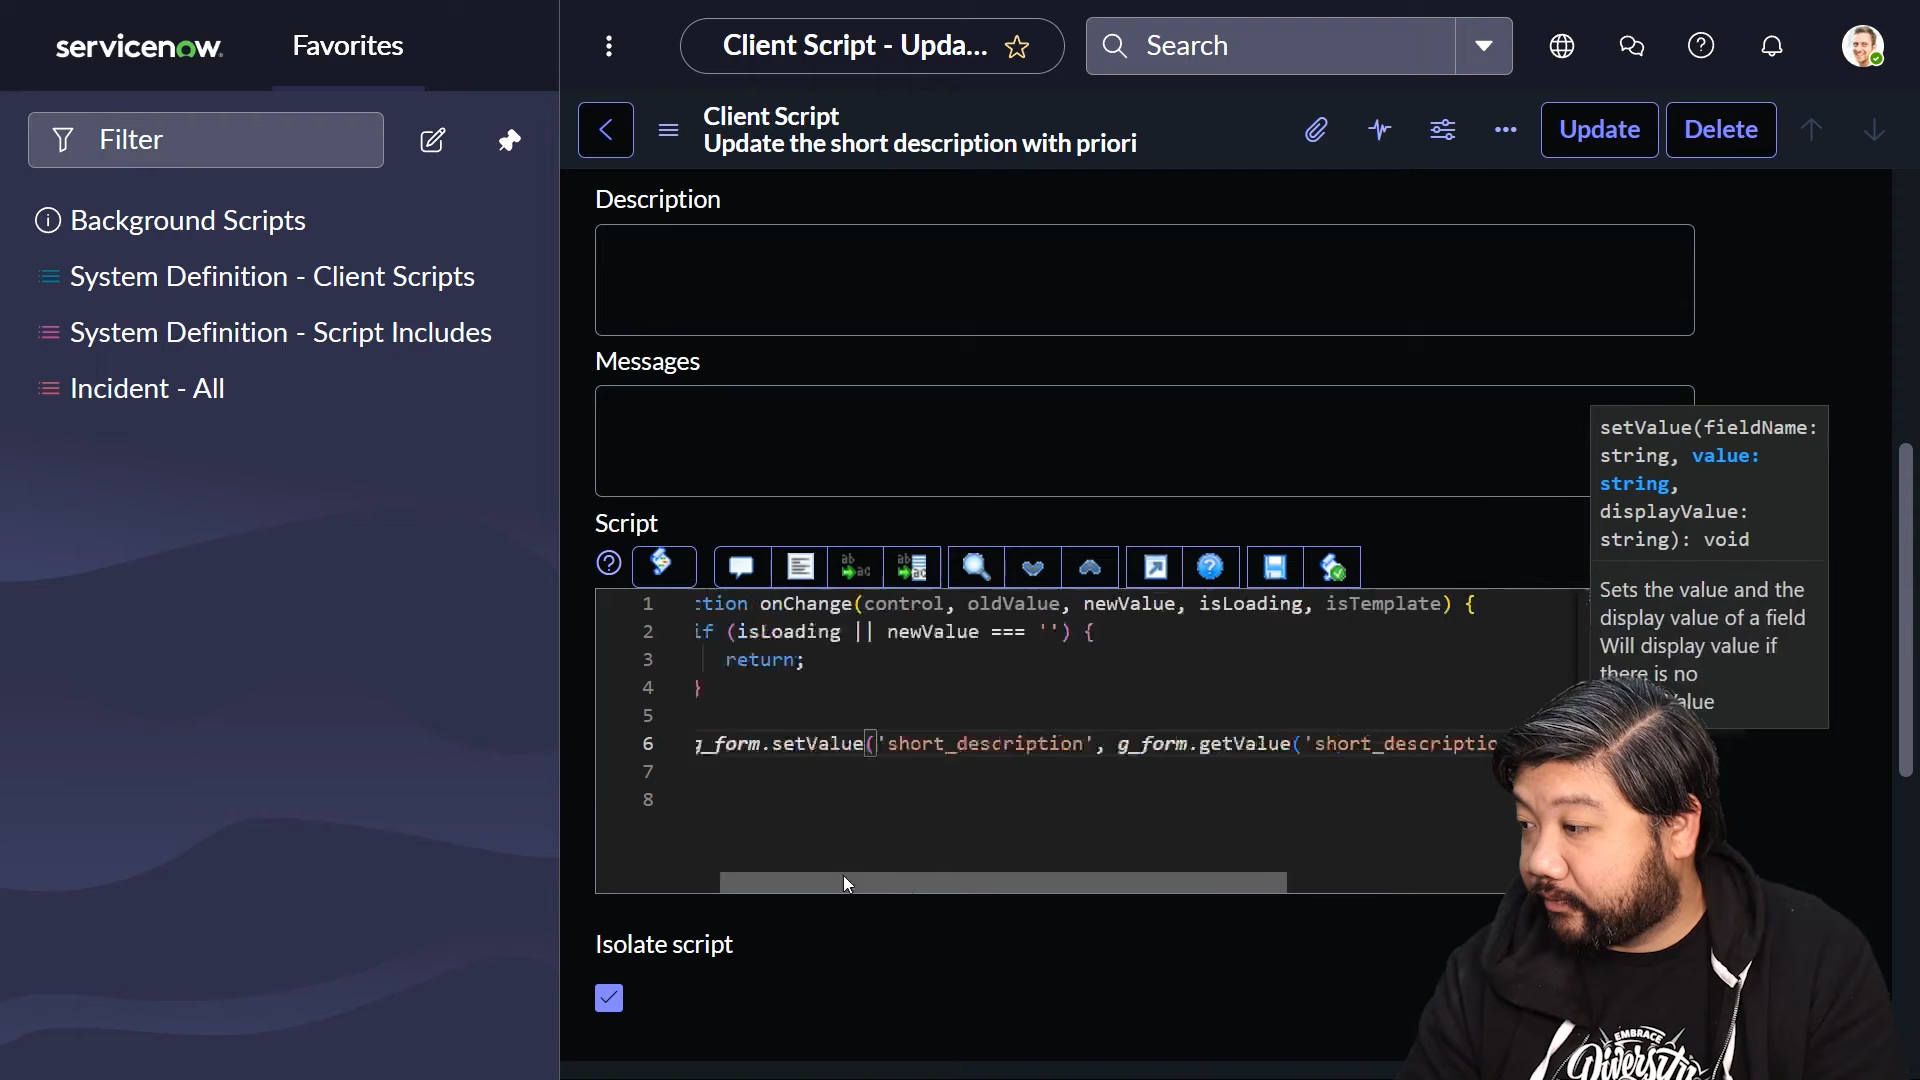 servicenow.
Favorites
Client Script - Upda...
Search
Filter
Client Script
Update the short description with priori
Update
Delete
Background Scripts
System Definition - Client Scripts
System Definition - Script Includes
Incident - All
Description
Messages
setValue(fieldName:
string, value:
string,
displayValue:
string): void
Sets the value and the
display value of a field
Will display value if
there is no
Value
Script
1 ction onChange(control, oldValue, newValue, isLoading, isTemplate) {
2 if (isLoading || newValue === '') {
3 return;
4 }
5
6 g_form.setValue('short_description', g_form.getValue('short_descriptio
7
8
Isolate script
EMBRACE
Diversity